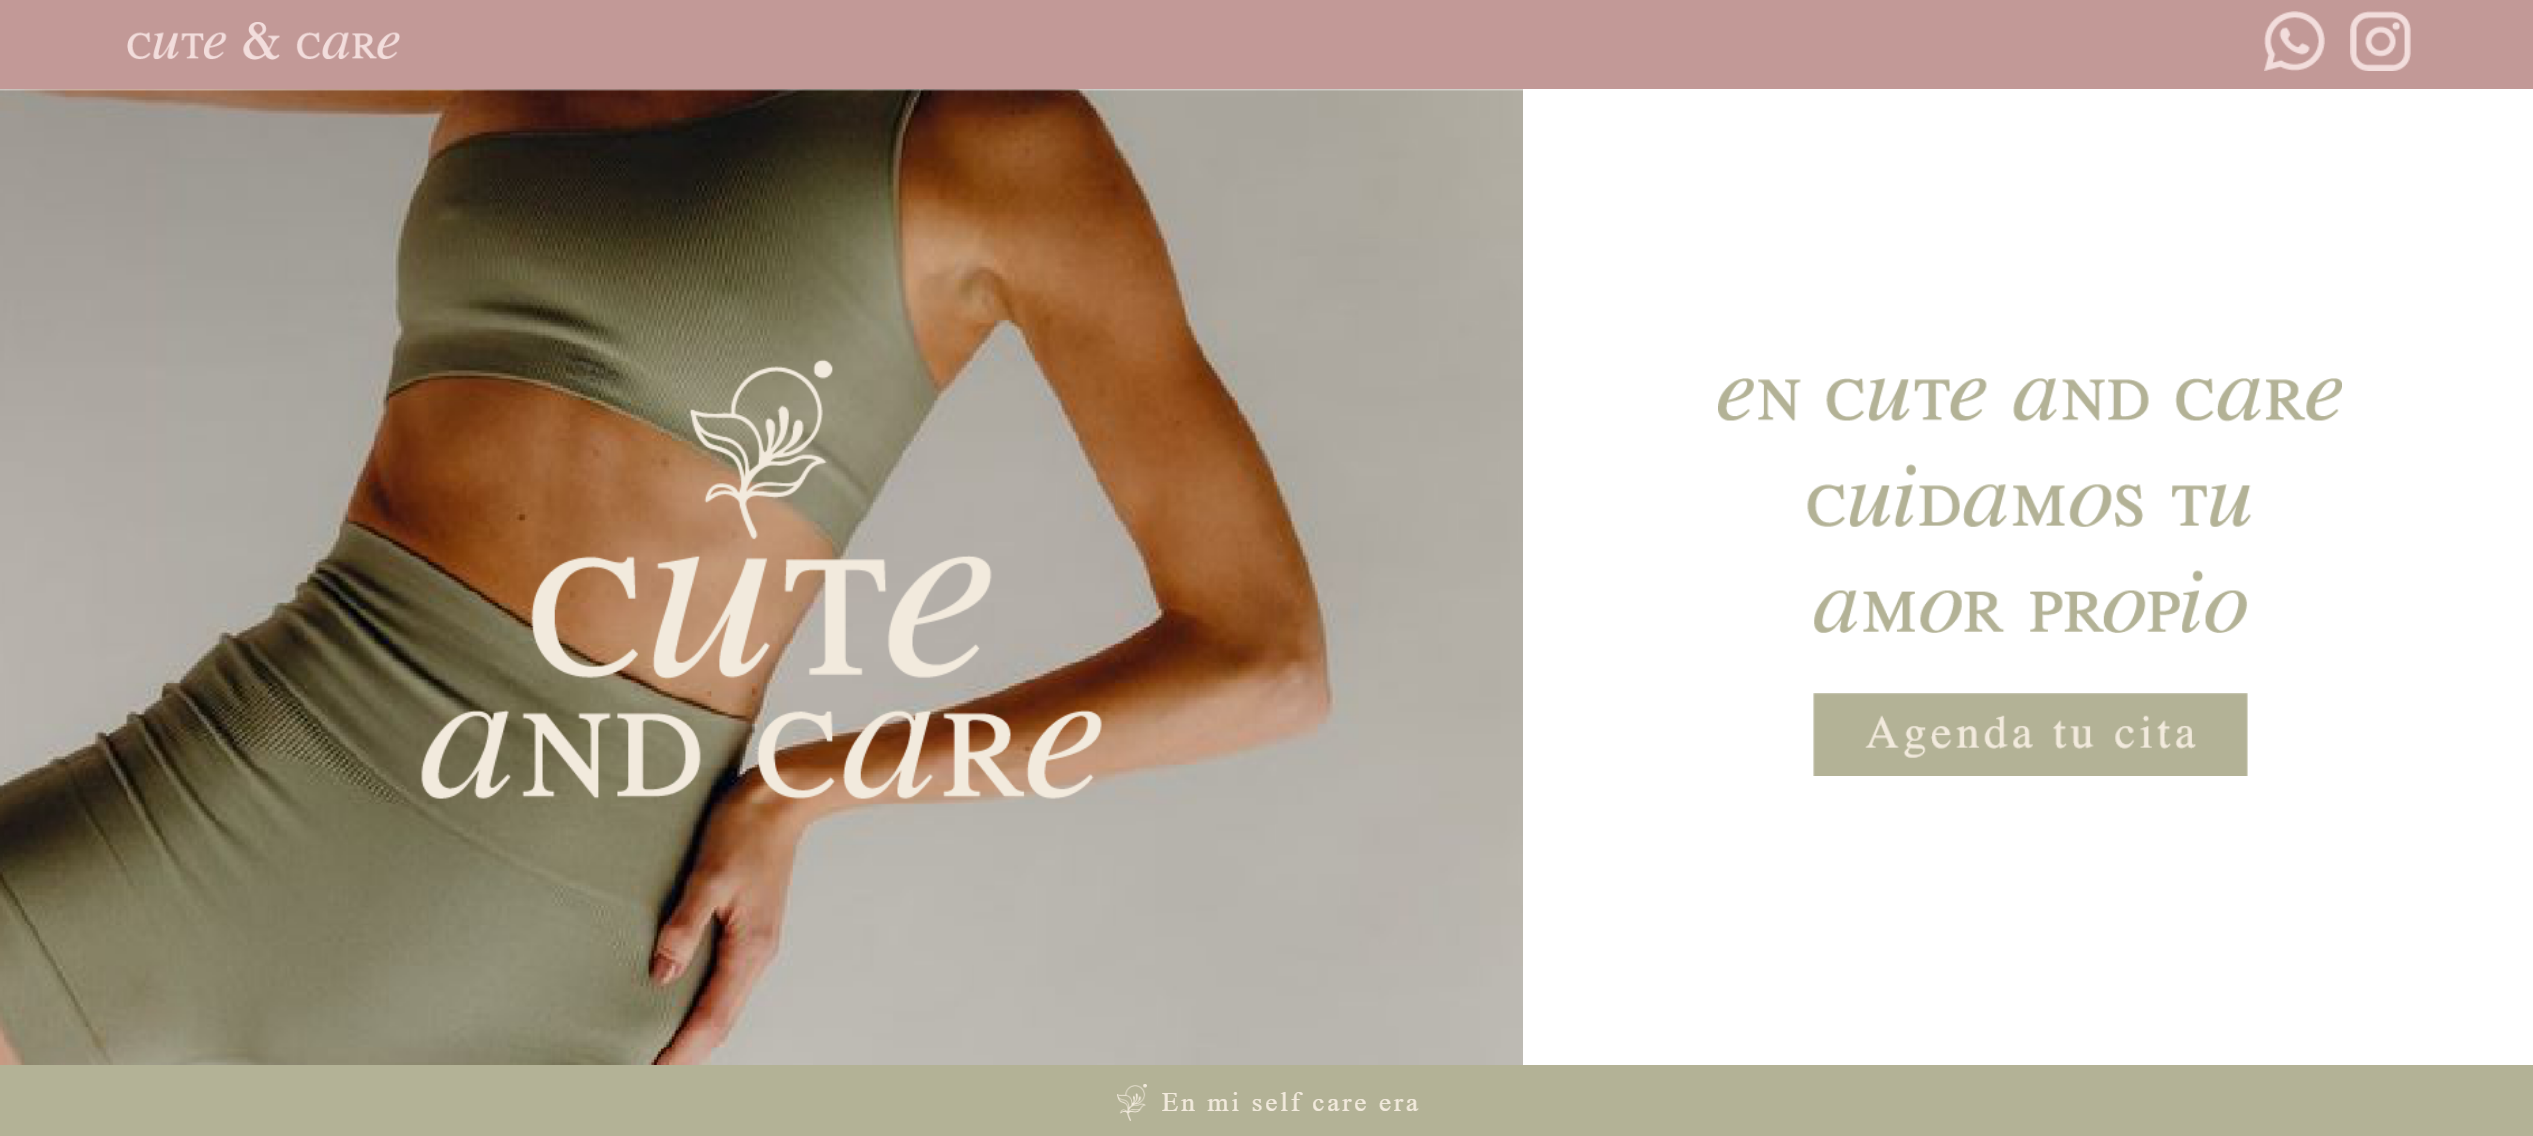 CUTE & CARE
CUTE
AND CARE
EN CUTE AND CARE
CUIDAMOS TU
AMOR PROPIO
Agenda tu cita
En mi self care era